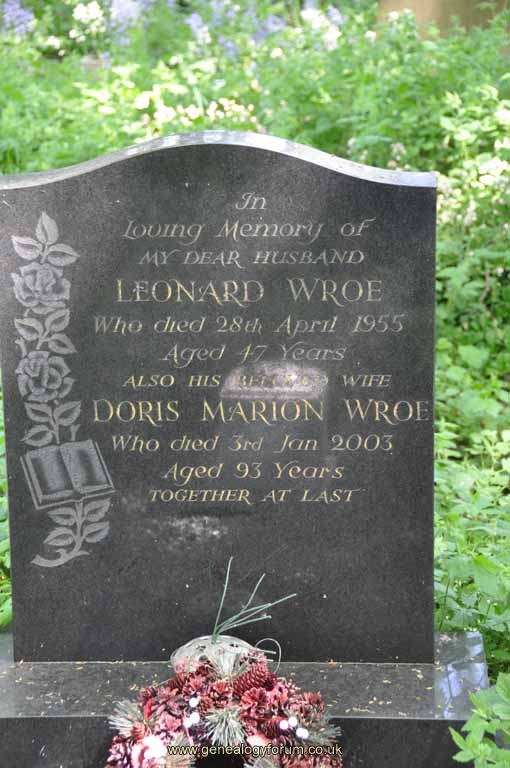 In
Loving Memory of
MY DEAR HUSBAND
LEONARD WROE
Who died 28th April 1955
Aged 47 Years
ALSO HIS BELOVED WIFE
DORIS MARION WROE
Who died 3rd Jan 2003
Aged 93 Years
TOGETHER AT LAST
www.genealogyforum.co.uk